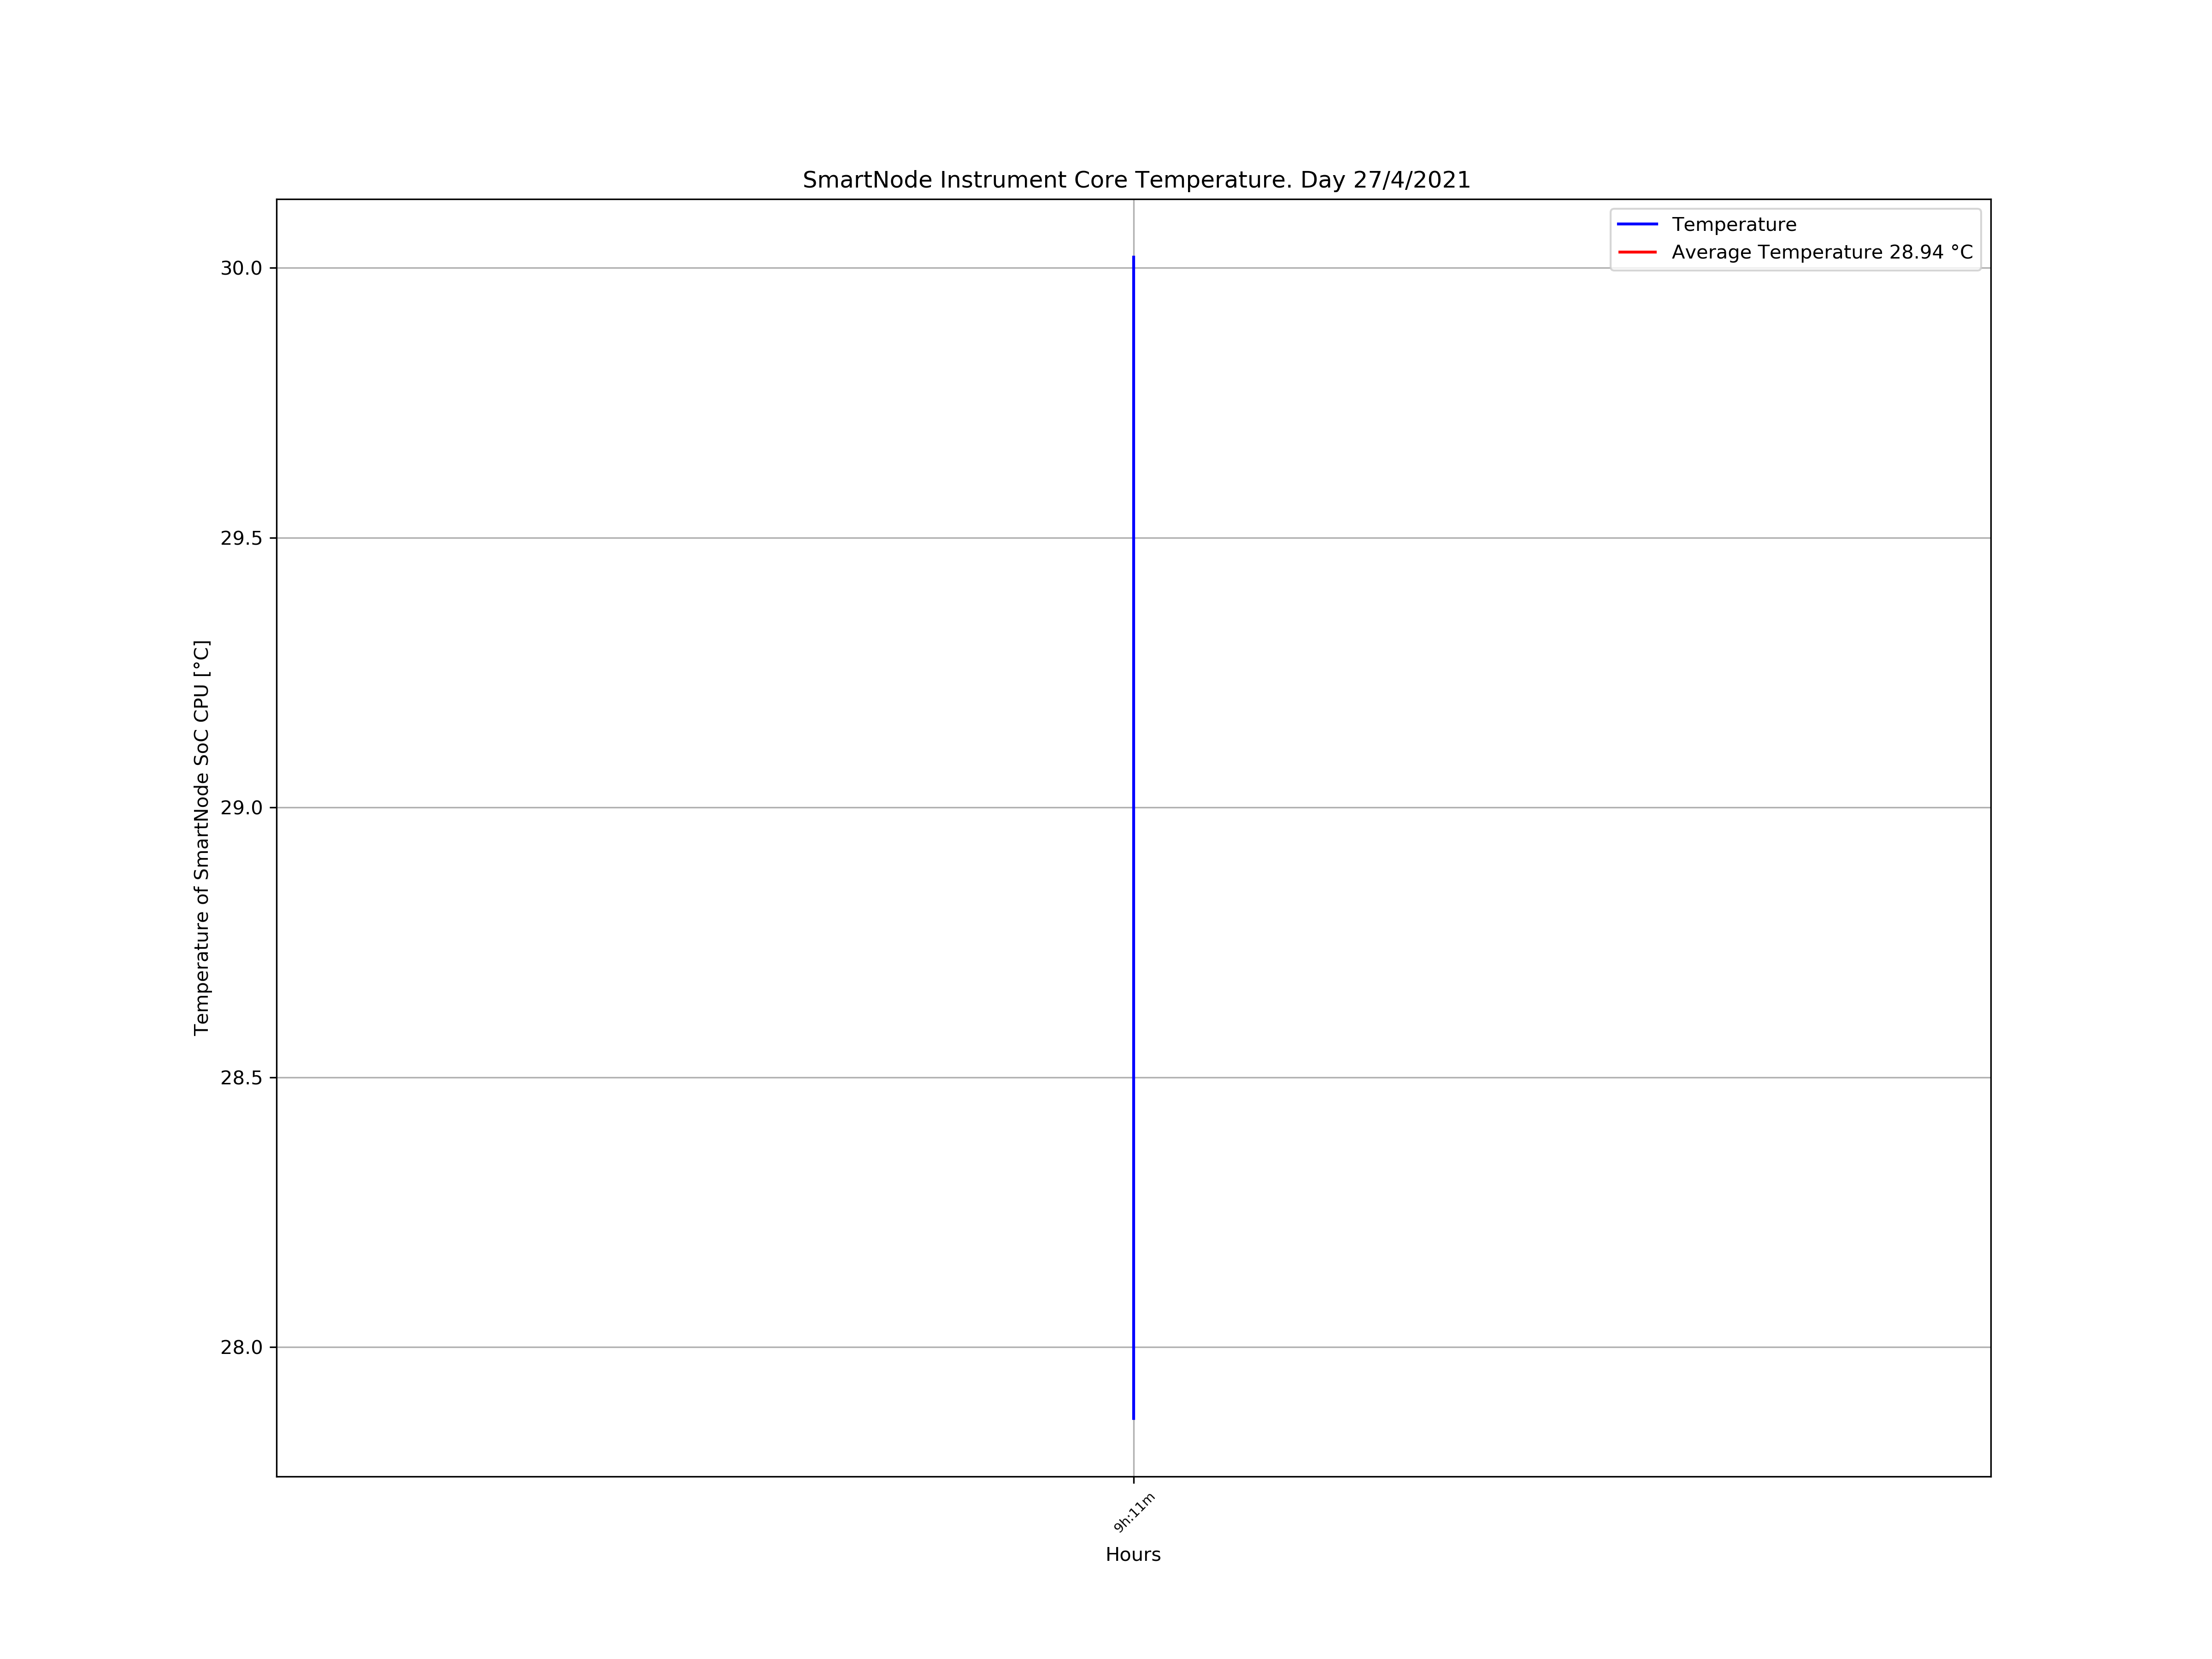 SmartNode Instrument Core Temperature. Day 27/4/2021
Temperature
Average Temperature 28.94 °C
30.0
29.5
29.0
28.5
28.0
Temperature of SmartNode SoC CPU [°C]
9h:11m
Hours